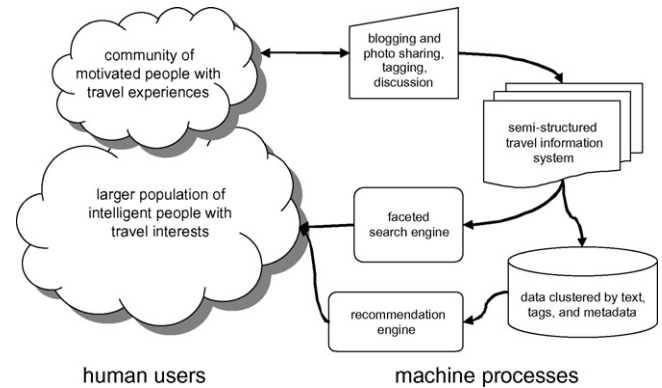 community of
motivated people with
travel experiences
blogging and
photo sharing,
tagging,
discussion
semi-structured
travel information
system
larger population of
intelligent people with
travel interests
faceted
search engine
data clustered by text,
tags, and metadata
recommendation
engine
human users
machine processes